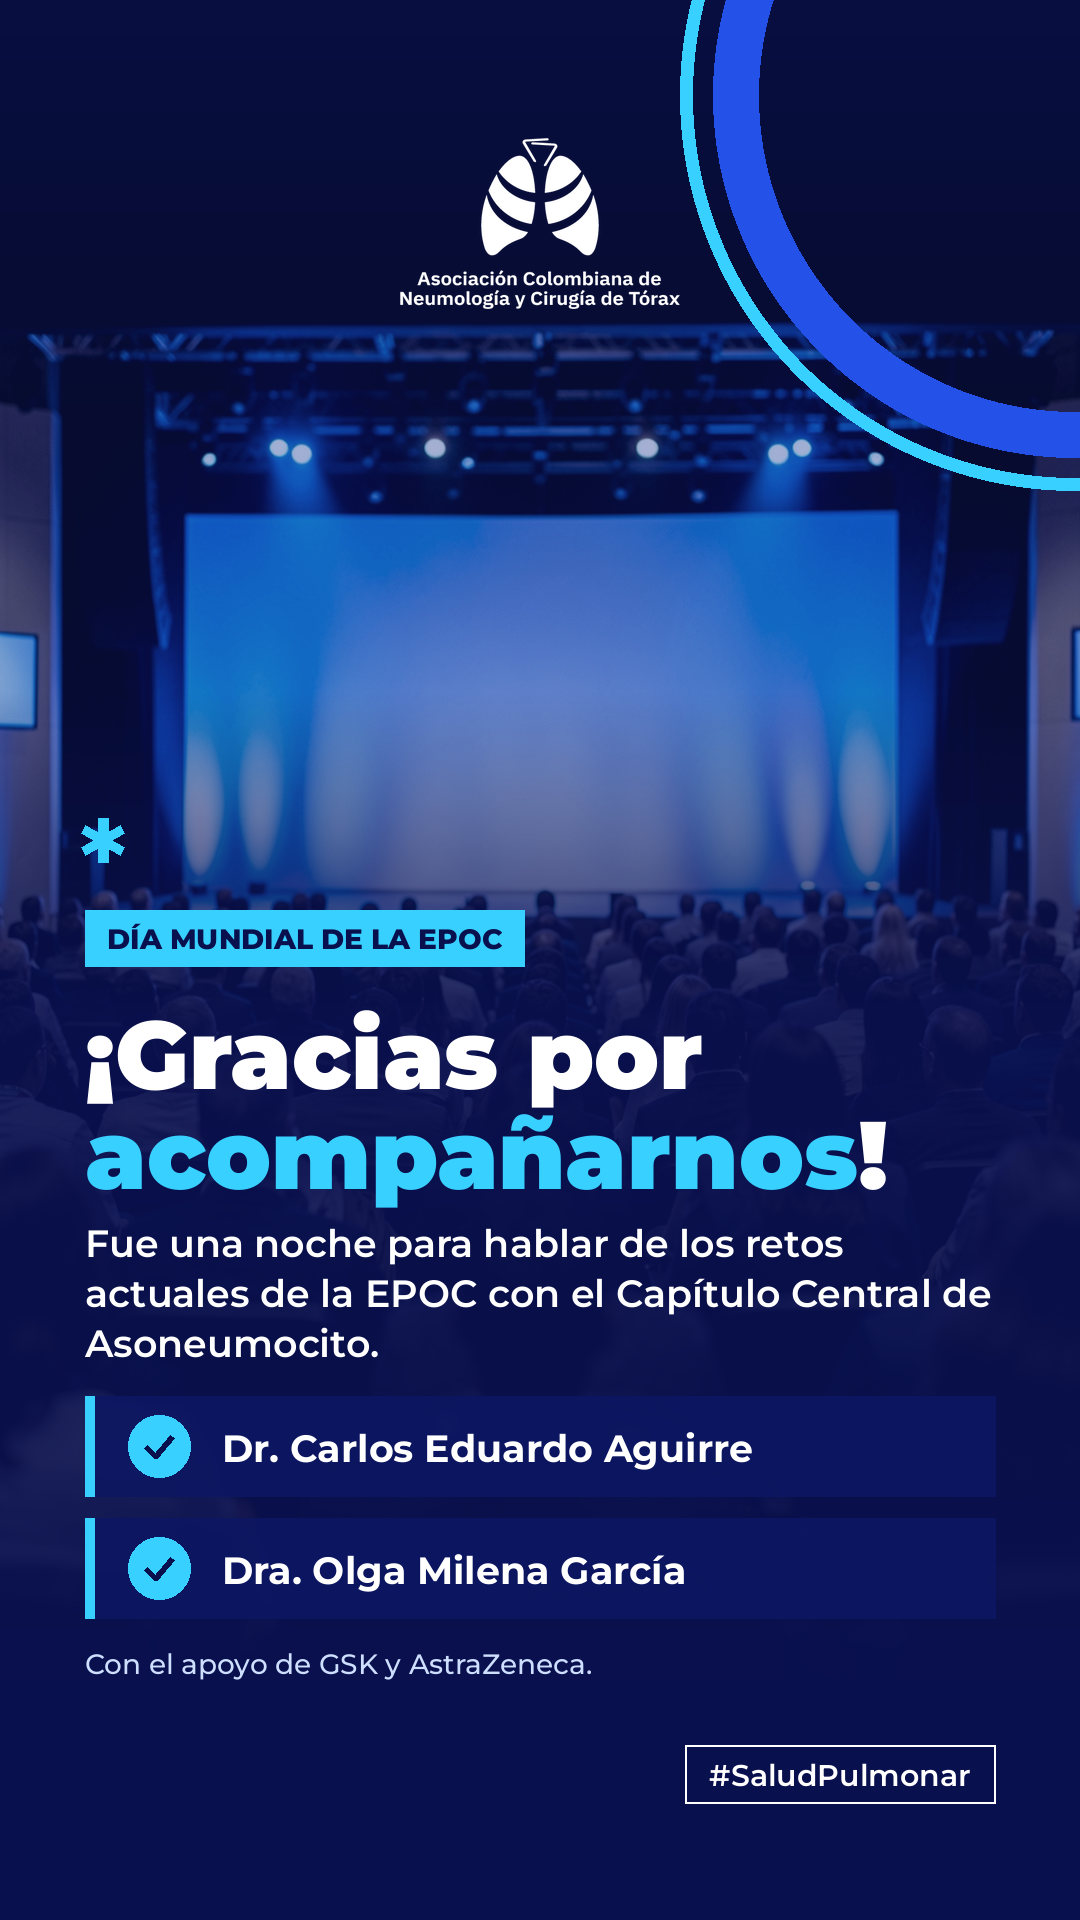 Asociación Colombiana de
Neumología y Cirugía de Tórax
DÍA MUNDIAL DE LA EPOC
¡Gracias por
acompañarnos!
Fue una noche para hablar de los retos
actuales de la EPOC con el Capítulo Central de
Asoneumocito.
Dr. Carlos Eduardo Aguirre
Dra. Olga Milena García
Con el apoyo de GSK y AstraZeneca.
#SaludPulmonar